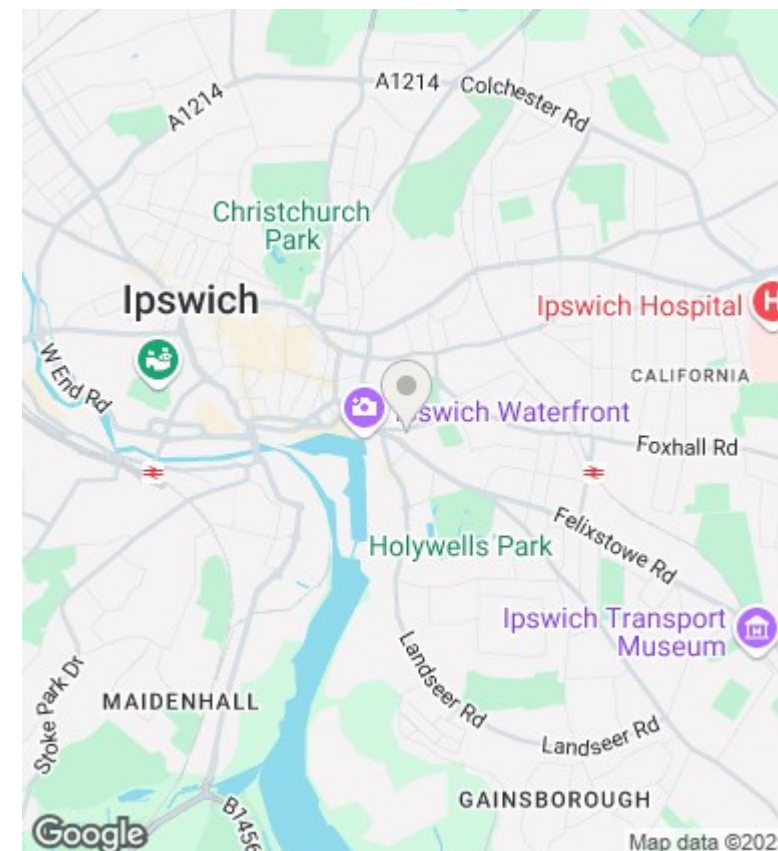 A1214
A1214
Colchester Rd
Christchurch
Park
Ipswich
Ipswich Hospital
H
W End Rd
CALIFORNIA
swich Waterfront
Foxhall Rd
Felixstowe Rd
Holywells Park
Ipswich Transport
Museum
Landseer Rd
Stoke Park Dr
MAIDENHALL
Landseer Rd
GAINSBOROUGH
B1456
Google
Map data ©202